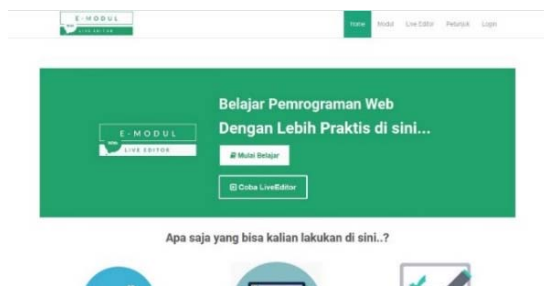 E-MODUL
LIVE EDITOR
Home Modul Live Editor Petunjuk Login
Belajar Pemrograman Web
Dengan Lebih Praktis di sini...
E-MODUL
LIVE EDITOR
Mulai Belajar
Coba LiveEditor
Apa saja yang bisa kalian lakukan di sini..?